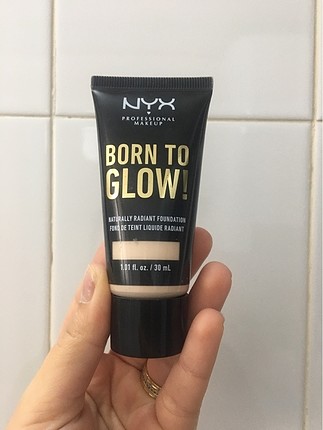 NYX
PROFESSIONAL
MAKEUP
BORN TO
GLOW!
NATURALLY RADIANT FOUNDATION
FOND DE TEINT LIQUIDE RADIANT
1.01 fl. oz. / 30 mL